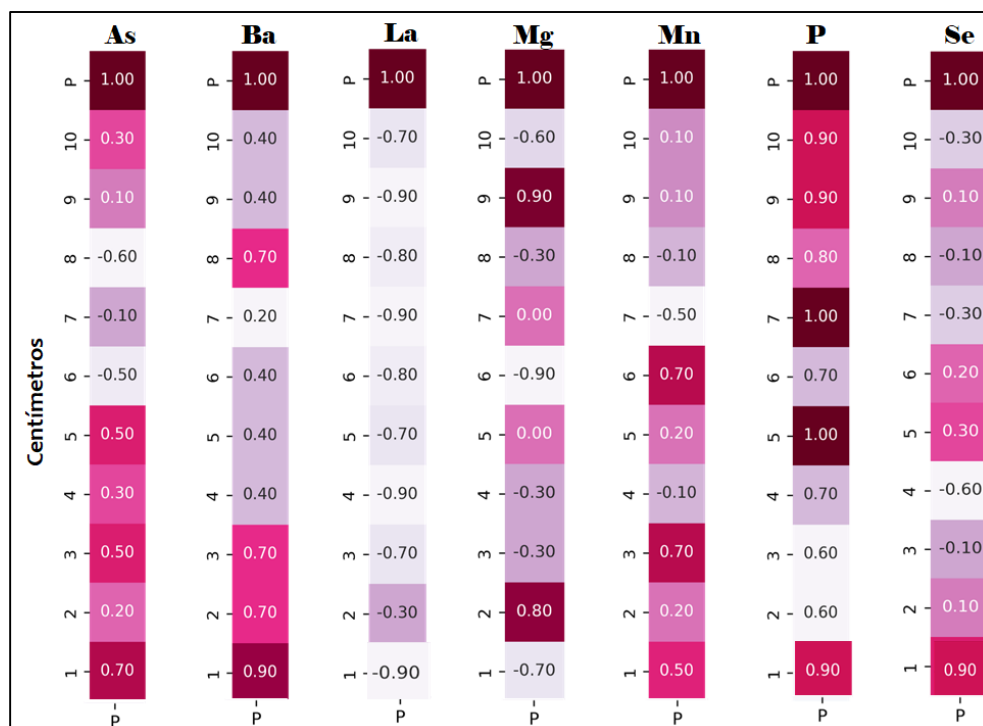 As Ba La Mg Mn P Se
P 1.00 P 1.00 P 1.00 P 1.00 P 1.00 P 1.00 P 1.00
10 0.30 10 0.40 10 -0.70 10 -0.60 10 0.10 10 0.90 10 -0.30
9 0.10 9 0.40 9 -0.90 9 0.90 9 0.10 9 0.90 9 0.10
8 -0.60 8 0.70 8 -0.80 8 -0.30 8 -0.10 8 0.80 8 -0.10
7 -0.10 7 0.20 7 -0.90 7 0.00 7 -0.50 7 1.00 7 -0.30
6 -0.50 6 0.40 6 -0.80 6 -0.90 6 0.70 6 0.70 6 0.20
Centímetros
5 0.50 5 0.40 5 -0.70 5 0.00 5 0.20 5 1.00 5 0.30
4 0.30 4 0.40 4 -0.90 4 -0.30 4 -0.10 4 0.70 4 -0.60
3 0.50 3 0.70 3 -0.70 3 -0.30 3 0.70 3 0.60 3 -0.10
2 0.20 2 0.70 2 -0.30 2 0.80 2 0.20 2 0.60 2 0.10
1 0.70 1 0.90 1 -0.90 1 -0.70 1 0.50 1 0.90 1 0.90
P P P P P P P